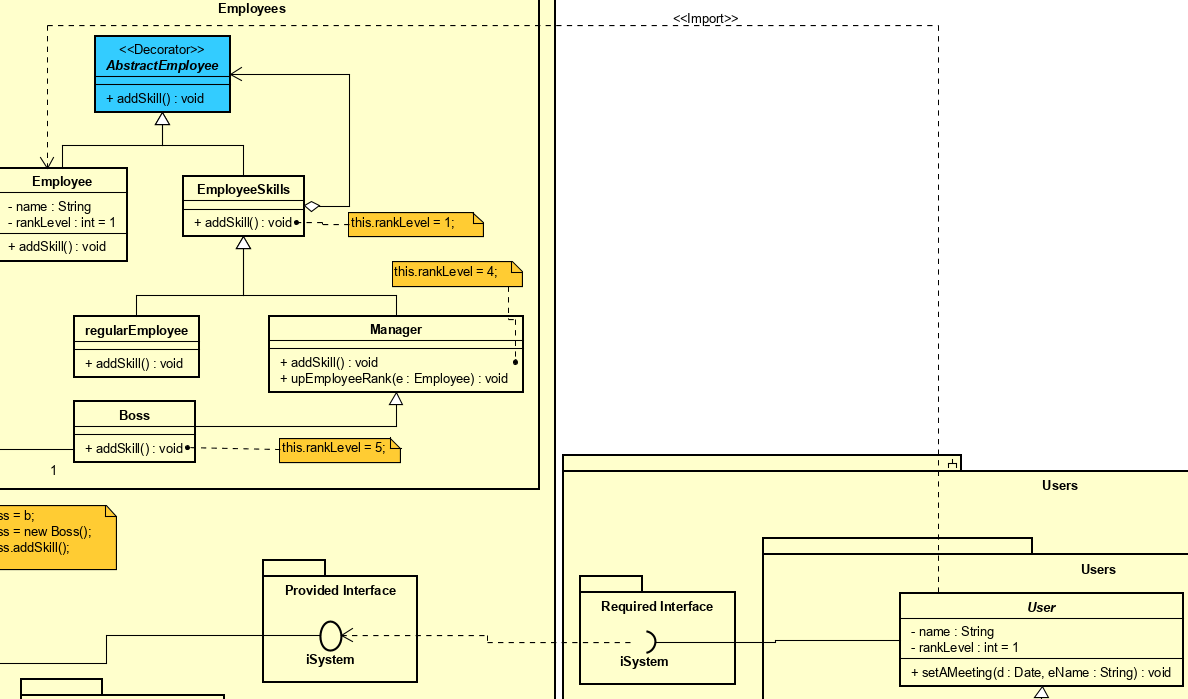 Employees
<<Import>>
<<Decorator>>
AbstractEmployee
+ addSkill() : void
Employee
- name : String
- rankLevel : int = 1
+ addSkill() : void
EmployeeSkills
+ addSkill() : void
this.rankLevel = 1;
this.rankLevel = 4;
regularEmployee
+ addSkill() : void
Manager
+ addSkill() : void
+ upEmployeeRank(e : Employee) : void
Boss
+ addSkill() : void
this.rankLevel = 5;
1
Users
ss = b;
ss = new Boss();
ss.addSkill();
Users
Provided Interface
iSystem
Required Interface
iSystem
User
- name : String
- rankLevel : int = 1
+ setAMeeting(d : Date, eName : String) : void